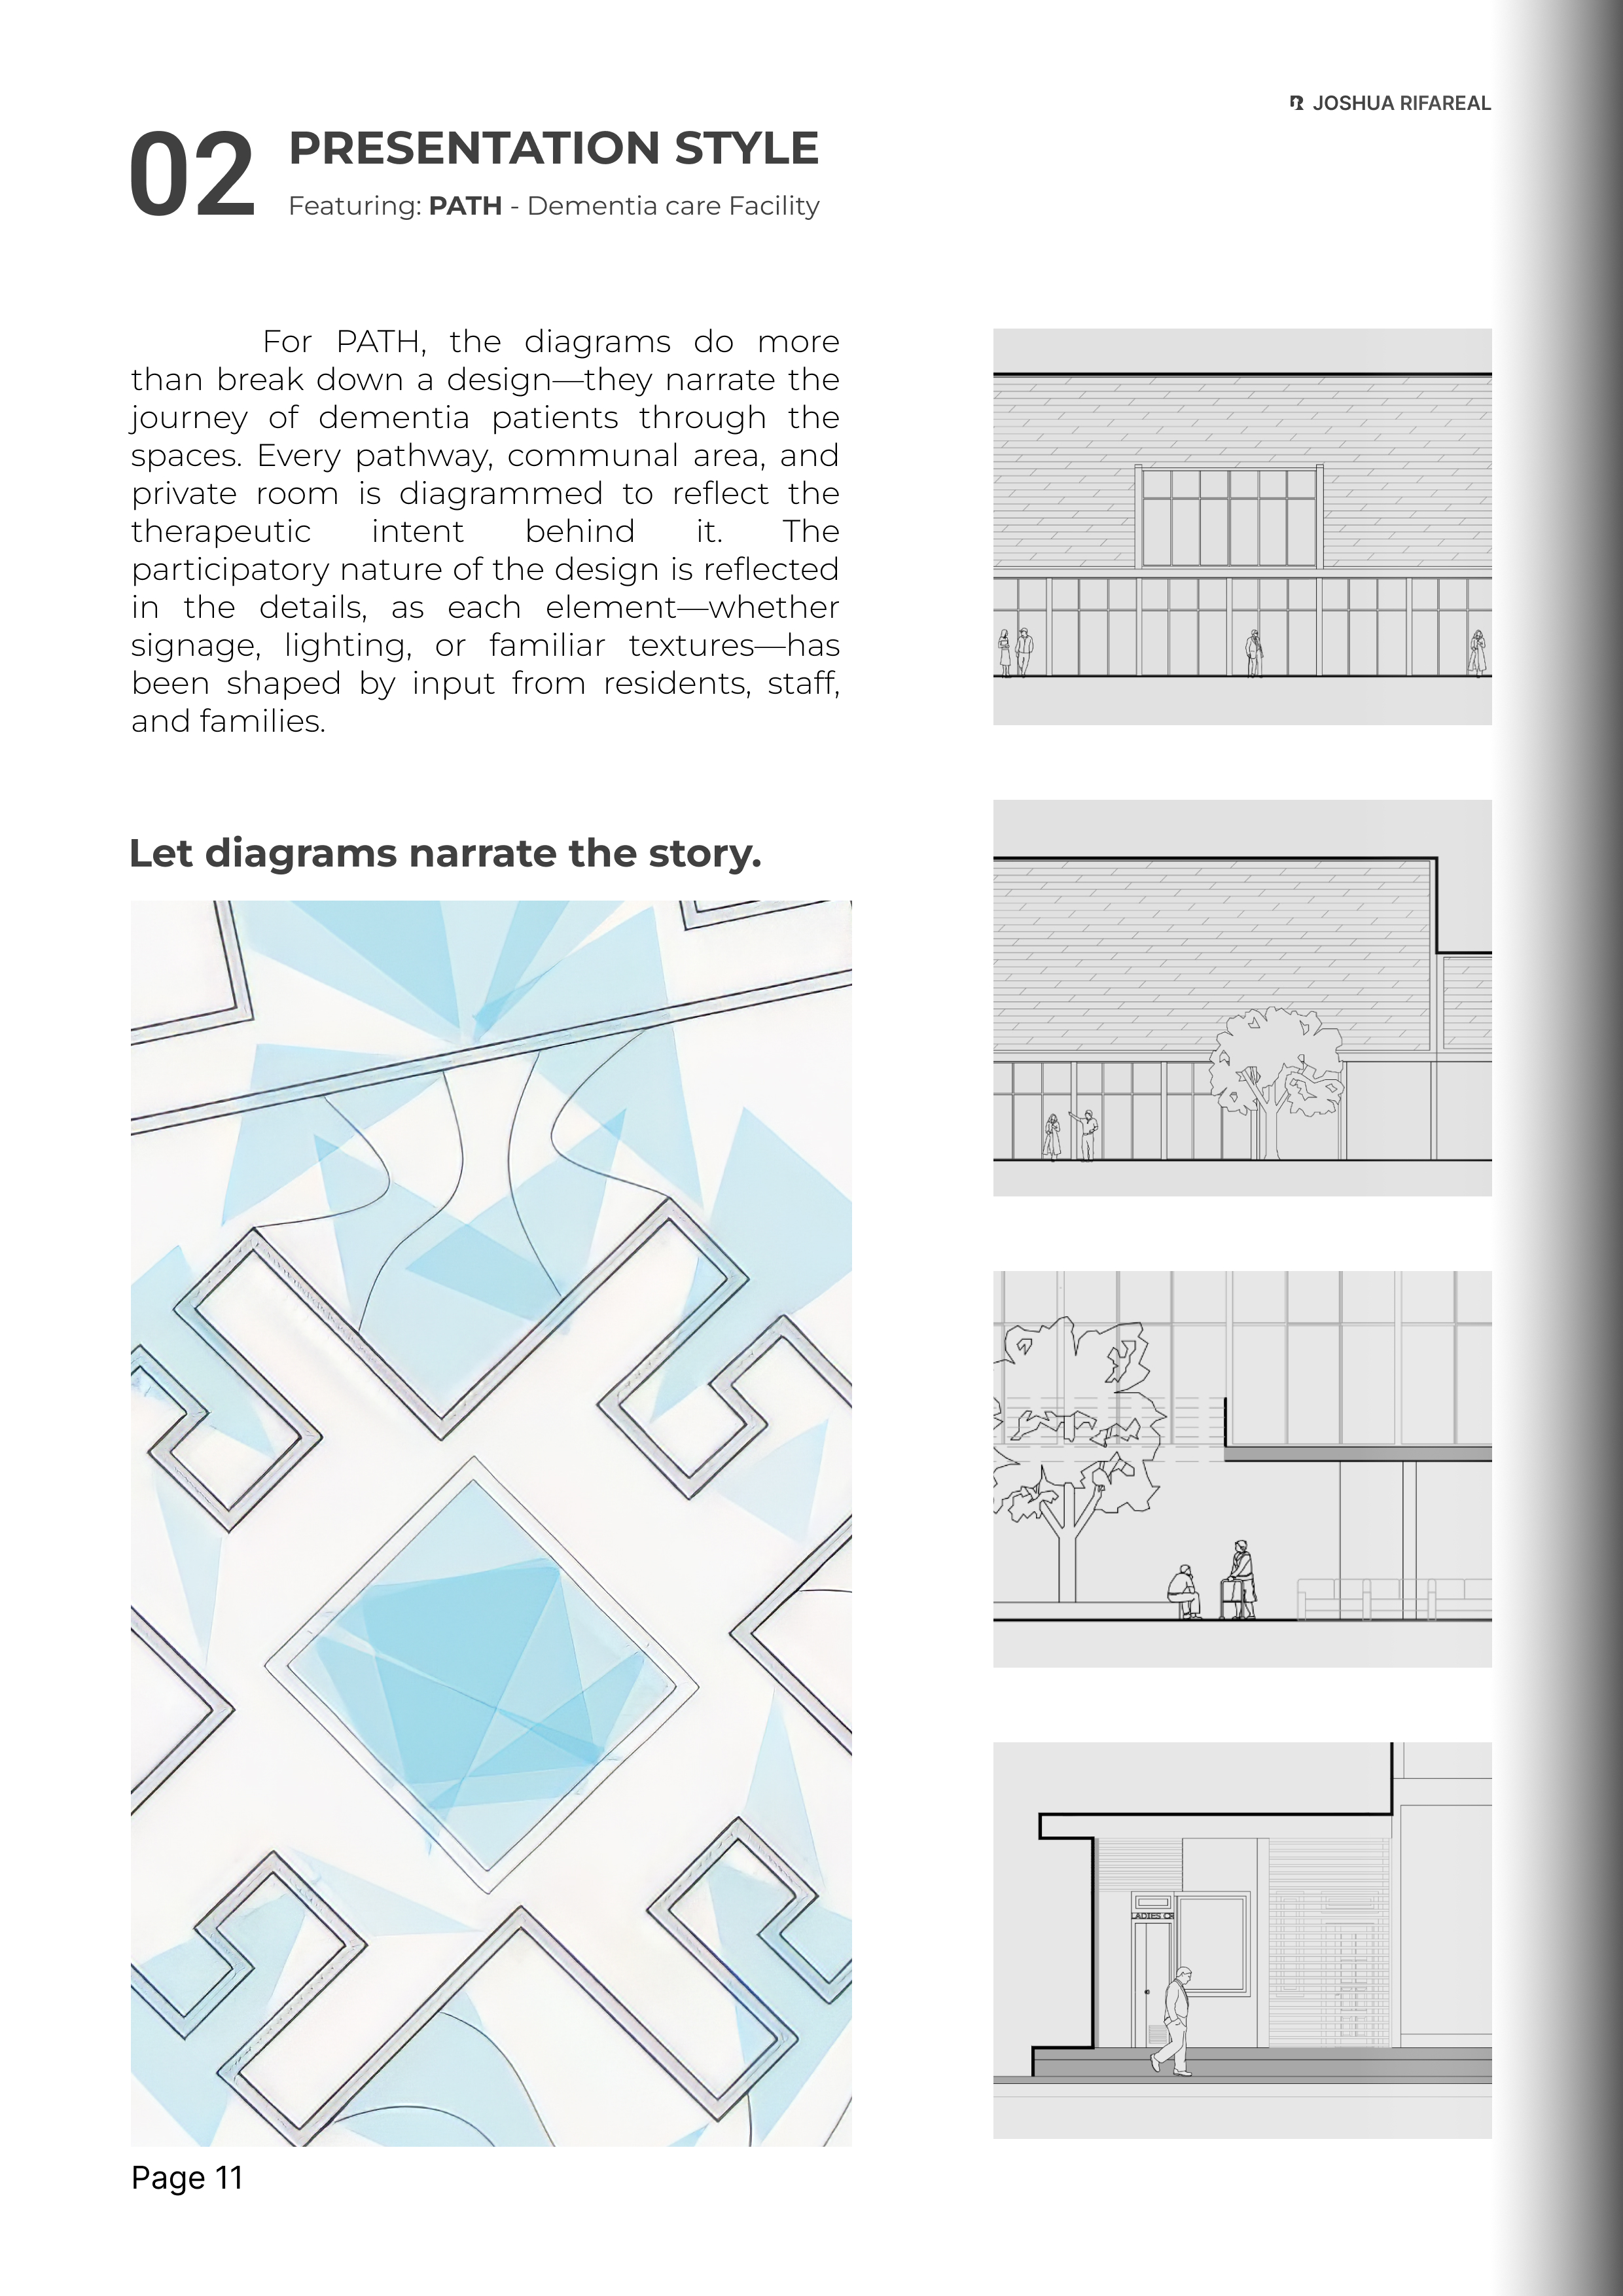 JOSHUA RIFAREAL
02
PRESENTATION STYLE
Featuring: PATH - Dementia care Facility
For PATH, the diagrams do more
than break down a design—they narrate the
journey of dementia patients through the
spaces. Every pathway, communal area, and
private room is diagrammed to reflect the
therapeutic intent behind it. The
participatory nature of the design is reflected
in the details, as each element—whether
signage, lighting, or familiar textures—has
been shaped by input from residents, staff,
and families.
Let diagrams narrate the story.
LADIES CR
Page 11